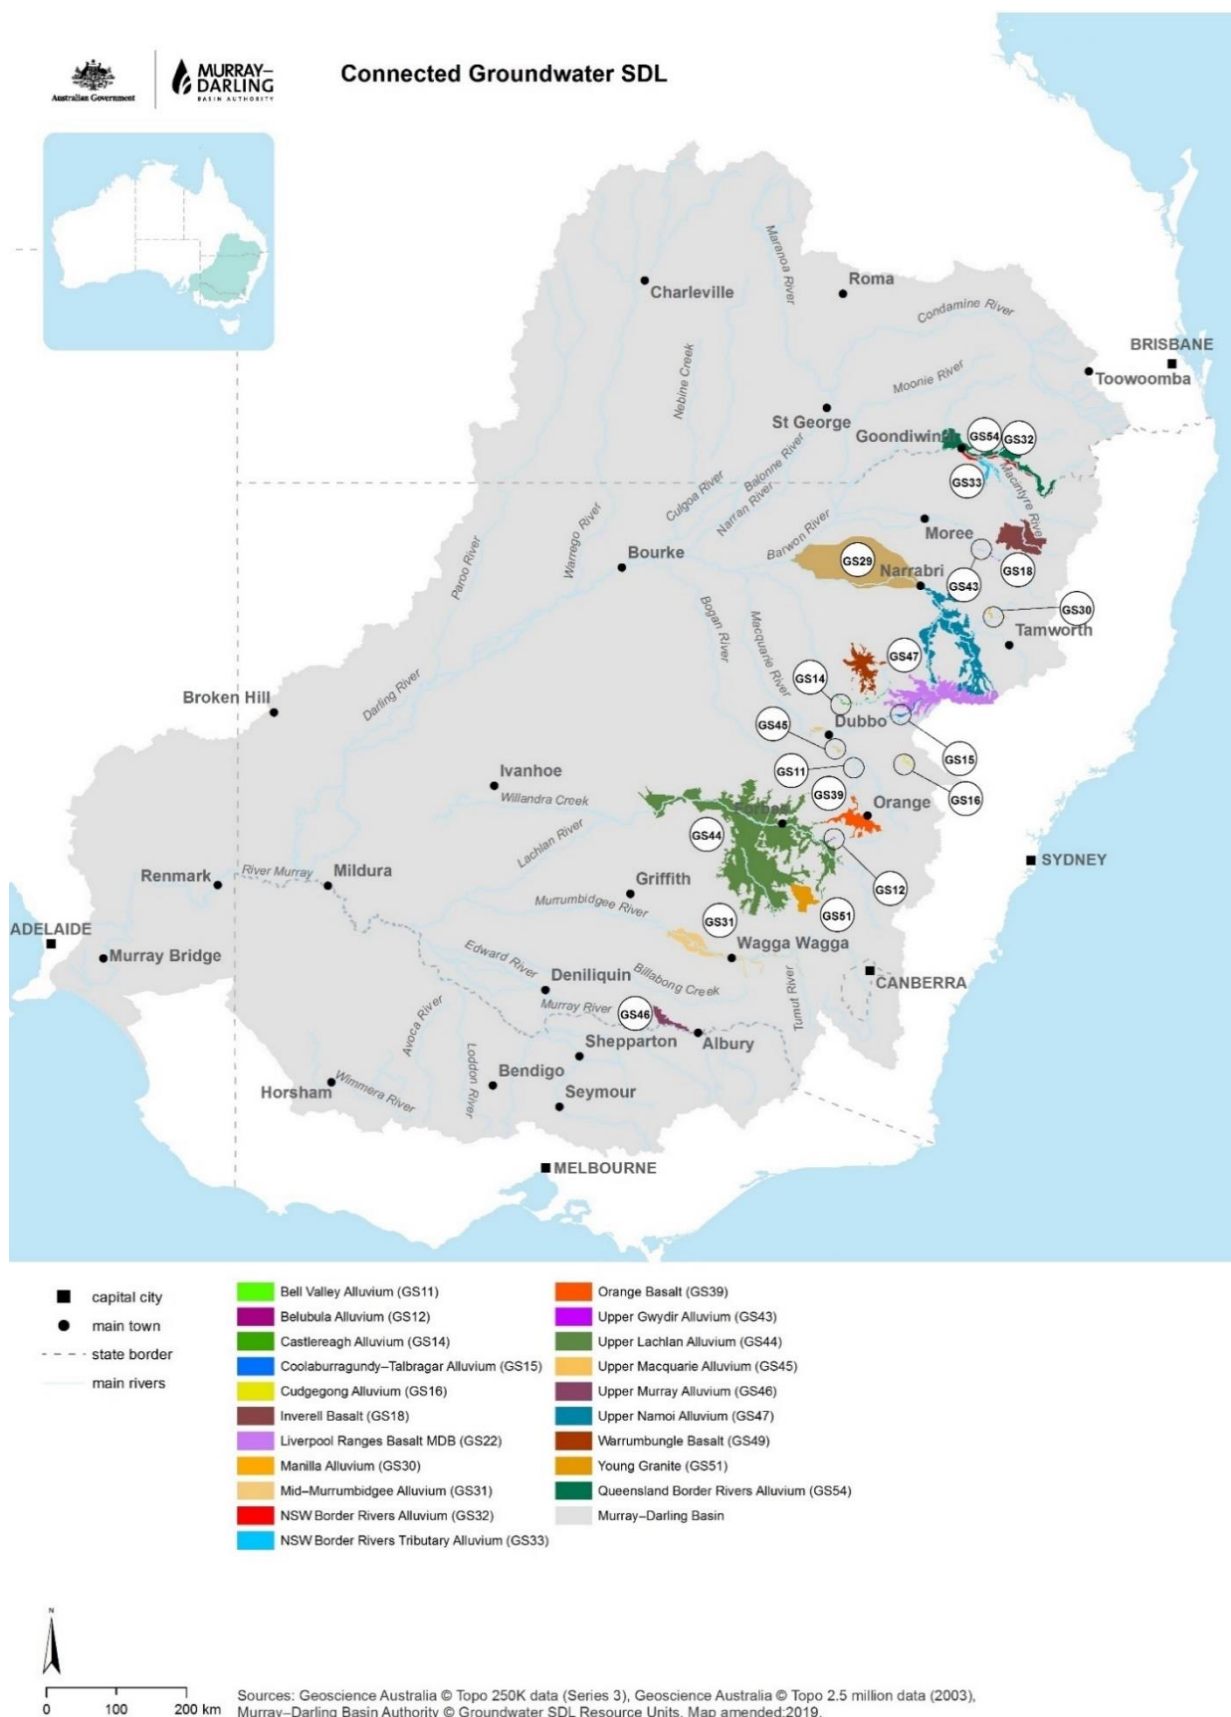 Australian Government
MURRAY–
DARLING
BASIN AUTHORITY
Connected Groundwater SDL
Charleville
Maranoa River
Roma
Condamine River
BRISBANE
Toowoomba
Nebine Creek
Moonie River
St George
Goondiwindi
GS54
GS32
GS33
Macintyre River
Balonne River
Culgoa River
Narran River
Paroo River
Warrego River
Bourke
Barwon River
Moree
GS29
Narrabri
GS43
GS18
GS30
Tamworth
Bogan River
Macquarie River
GS47
GS14
Darling River
Broken Hill
GS45
Dubbo
GS15
GS11
GS16
Ivanhoe
Willandra Creek
GS39
Forbes
Orange
Lachlan River
GS44
SYDNEY
Renmark
River Murray
Mildura
GS12
Griffith
Murrumbidgee River
GS31
GS51
ADELAIDE
Murray Bridge
Wagga Wagga
Edward River
Deniliquin
Billabong Creek
Tumut River
CANBERRA
Murray River
GS46
Avoca River
Shepparton
Albury
Loddon River
Horsham
Wimmera River
Bendigo
Seymour
MELBOURNE
capital city
main town
state border
main rivers
Bell Valley Alluvium (GS11)
Belubula Alluvium (GS12)
Castlereagh Alluvium (GS14)
Coolaburragundy–Talbragar Alluvium (GS15)
Cudgegong Alluvium (GS16)
Inverell Basalt (GS18)
Liverpool Ranges Basalt MDB (GS22)
Manilla Alluvium (GS30)
Mid–Murrumbidgee Alluvium (GS31)
NSW Border Rivers Alluvium (GS32)
NSW Border Rivers Tributary Alluvium (GS33)
Orange Basalt (GS39)
Upper Gwydir Alluvium (GS43)
Upper Lachlan Alluvium (GS44)
Upper Macquarie Alluvium (GS45)
Upper Murray Alluvium (GS46)
Upper Namoi Alluvium (GS47)
Warrumbungle Basalt (GS49)
Young Granite (GS51)
Queensland Border Rivers Alluvium (GS54)
Murray–Darling Basin
N
0 100 200 km
Sources: Geoscience Australia © Topo 250K data (Series 3), Geoscience Australia © Topo 2.5 million data (2003),
Murray–Darling Basin Authority © Groundwater SDL Resource Units. Map amended:2019.